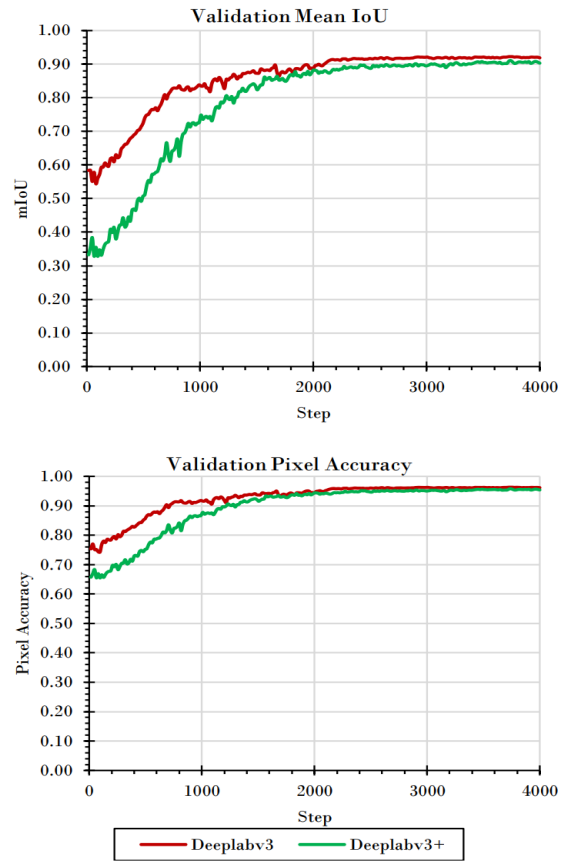 Validation Mean IoU
1.00
0.90
0.80
0.70
0.60
0.50
0.40
0.30
0.20
0.10
0.00
mIoU
0 1000 2000 3000 4000
Step
Validation Pixel Accuracy
1.00
0.90
0.80
0.70
0.60
0.50
0.40
0.30
0.20
0.10
0.00
Pixel Accuracy
0 1000 2000 3000 4000
Step
Deeplabv3 Deeplabv3+